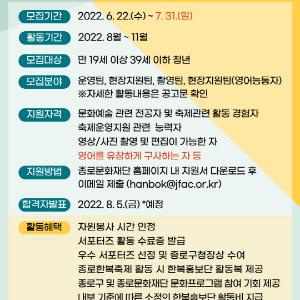 모집기간 2022. 6. 22.(수) ~ 7. 31.(일)
활동기간 2022. 8월 ~ 11월
모집대상 만 19세 이상 39세 이하 청년
모집분야 운영팀, 현장지원팀, 촬영팀, 현장지원팀(영어능통자)
※자세한 활동내용은 공고문 확인
지원자격 문화예술 관련 전공자 및 축제관련 활동 경험자
축제운영지원 관련 능력자
영상/사진 촬영 및 편집이 가능한 자
영어를 유창하게 구사하는 자 등
지원방법 종로문화재단 홈페이지 내 지원서 다운로드 후
이메일 제출 (hanbok@jfac.or.kr)
합격자발표 2022. 8. 5.(금) *예정
활동혜택 자원봉사 시간 인정
서포터즈 활동 수료증 발급
우수 서포터즈 선정 및 종로구청장상 수여
종로한복축제 활동 시 한복홍보단 활동복 제공
종로구 및 종로문화재단 문화프로그램 참여 기회 제공
내부 기준에 따른 소정의 한복홍보단 활동비 지급